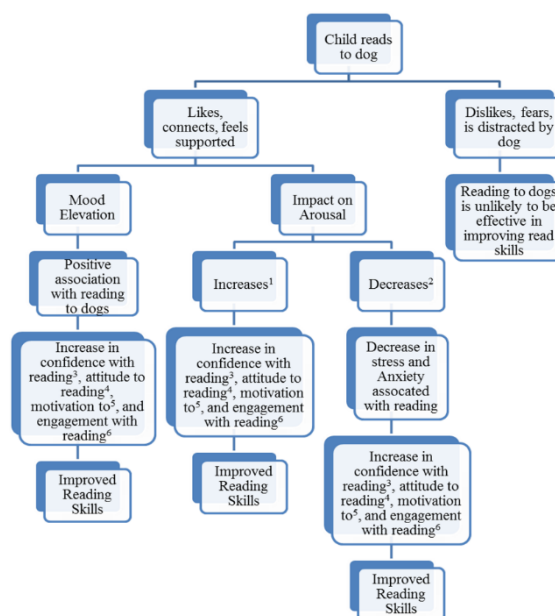 Child reads
to dog
Likes,
connects, feels
supported
Dislikes, fears,
is distracted by
dog
Mood
Elevation
Impact on
Arousal
Reading to dogs
is unlikely to be
effective in
improving read
skills
Positive
association
with reading
to dogs
Increases¹
Decreases²
Increase in
confidence with
reading³, attitude to
reading⁴,
motivation to⁵, and
engagement with
reading⁶
Increase in
confidence with
reading³, attitude to
reading⁴, motivation
to⁵, and engagement
with reading⁶
Decrease in
stress and
Anxiety
assocated with
reading
Improved
Reading
Skills
Improved
Reading
Skills
Increase in
confidence with
reading³, attitude to
reading⁴, motivation
to⁵, and engagement
with reading⁶
Improved
Reading
Skills